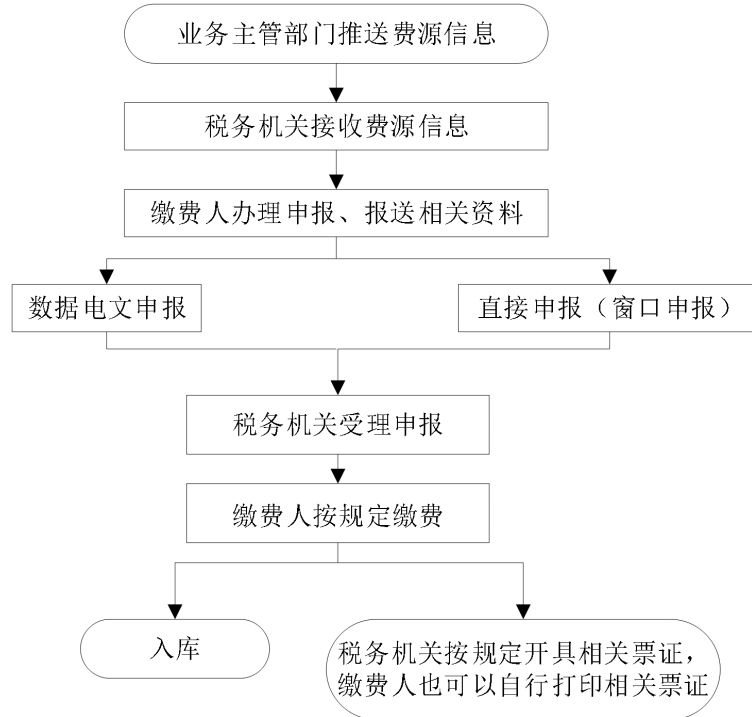 业务主管部门推送费源信息
税务机关接收费源信息
缴费人办理申报、报送相关资料
数据电文申报
直接申报（窗口申报）
税务机关受理申报
缴费人按规定缴费
入库
税务机关按规定开具相关票证，
缴费人也可以自行打印相关票证